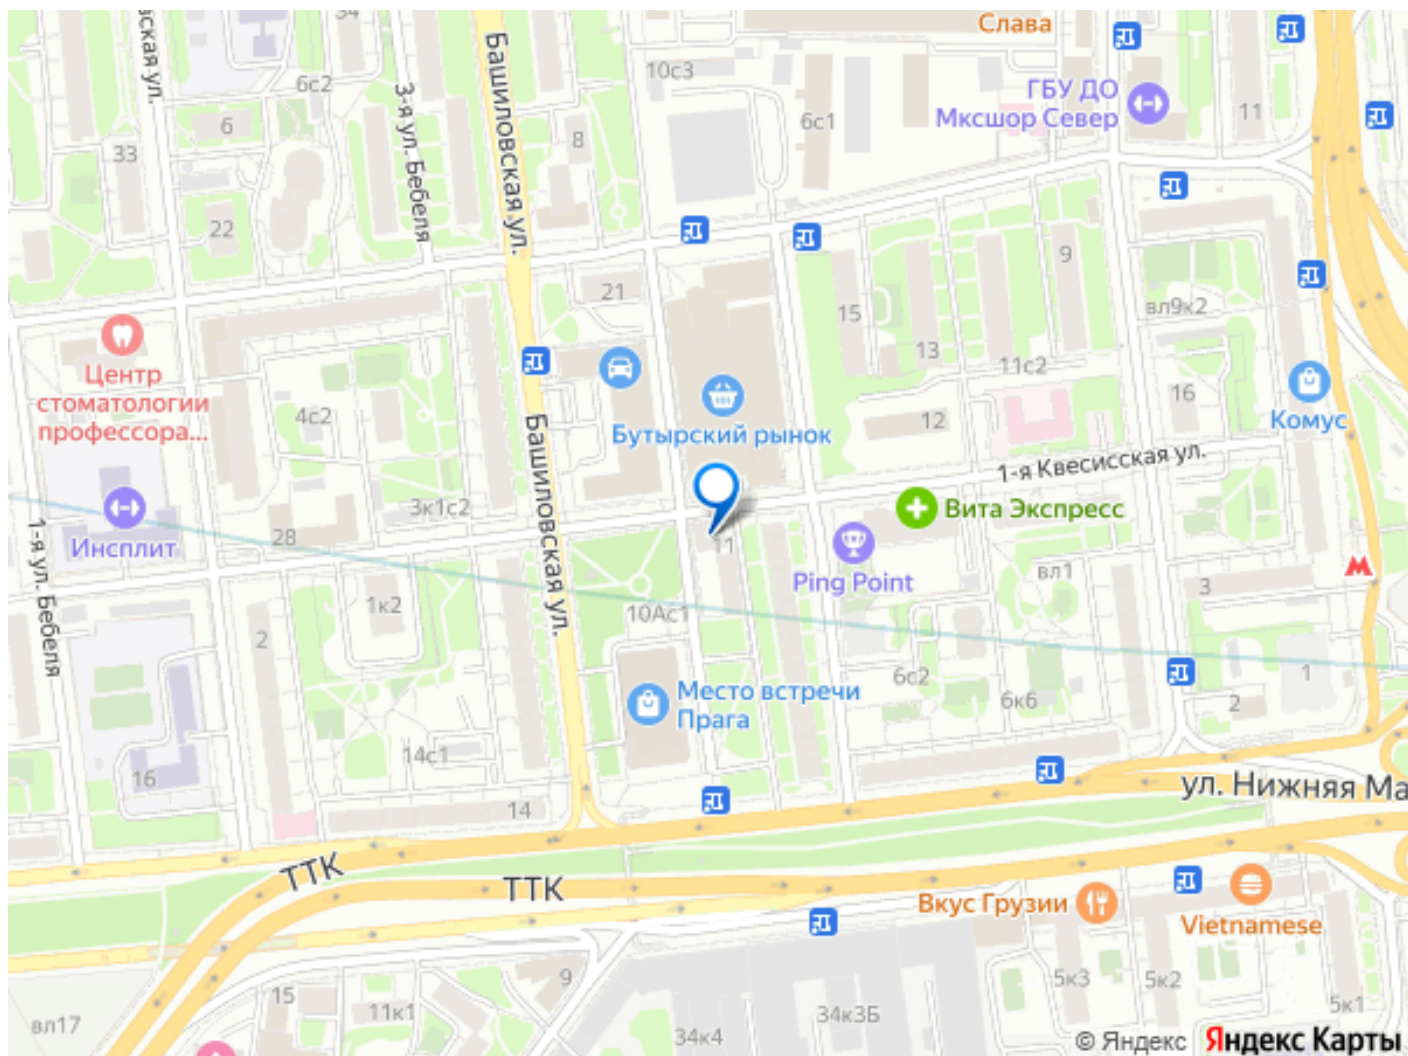 Слава
34
вская ул.
6с2
10с3
ГБУ ДО
Мксшор Север
6
8
6с1
11
33
Башиловская ул.
3-я ул. Бебеля
22
21
9
15
вл9к2
13
11с2
16
Центр
стоматологии
профессора...
4с2
Комус
12
Бутырский рынок
Башиловская ул.
1-я Квесисская ул.
3к1с2
Вита Экспресс
28
Инсплит
11
Ping Point
вл1
М
3
1-я ул. Бебеля
1к2
10Ас1
2
6с2
1
Место встречи
Прага
6к6
2
14с1
16
14
ул. Нижняя Ма
ТТК
ТТК
Вкус Грузии
Vietnamese
9
15
11к1
5к3
5к2
5к1
вл17
34к3Б
34к4
© Яндекс
Яндекс Карты